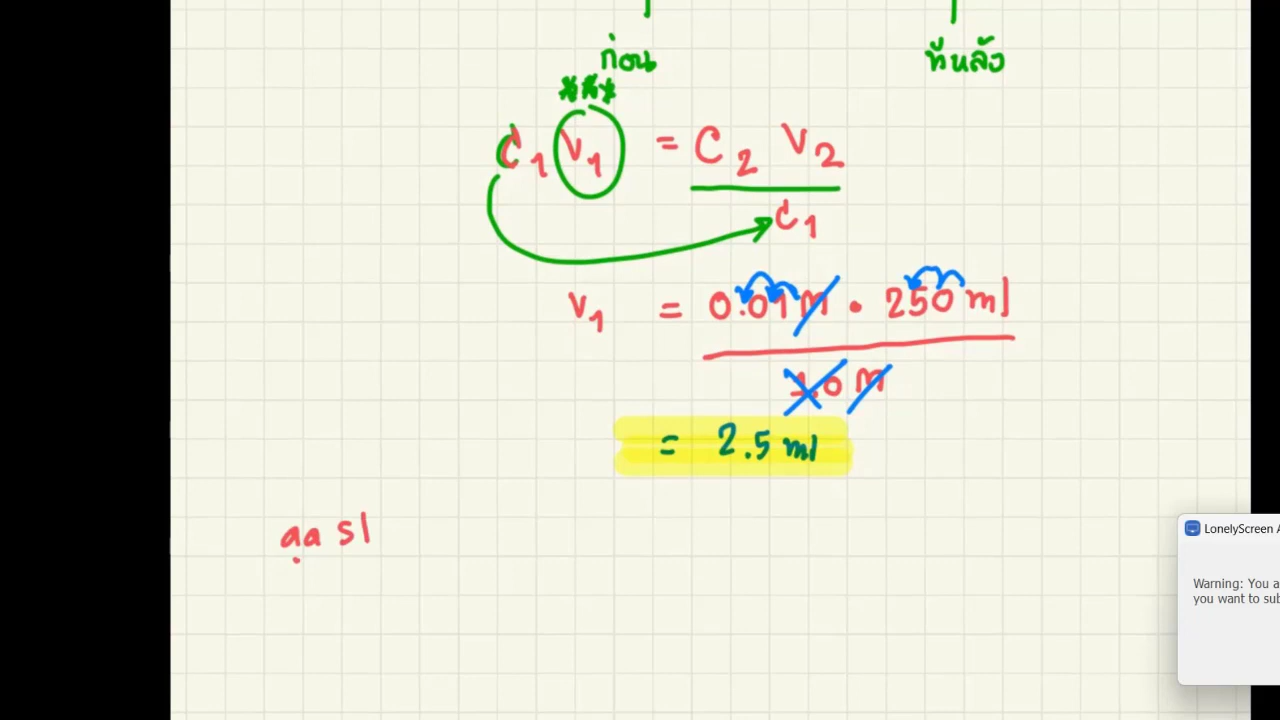 ก่อน ทีหลัง
***
C1 V1 = C2 V2
C1
V1 = 0.01 M • 250 ml
1.0 M
= 2.5 ml
LonelyScreen A
Warning: You a
you want to sub